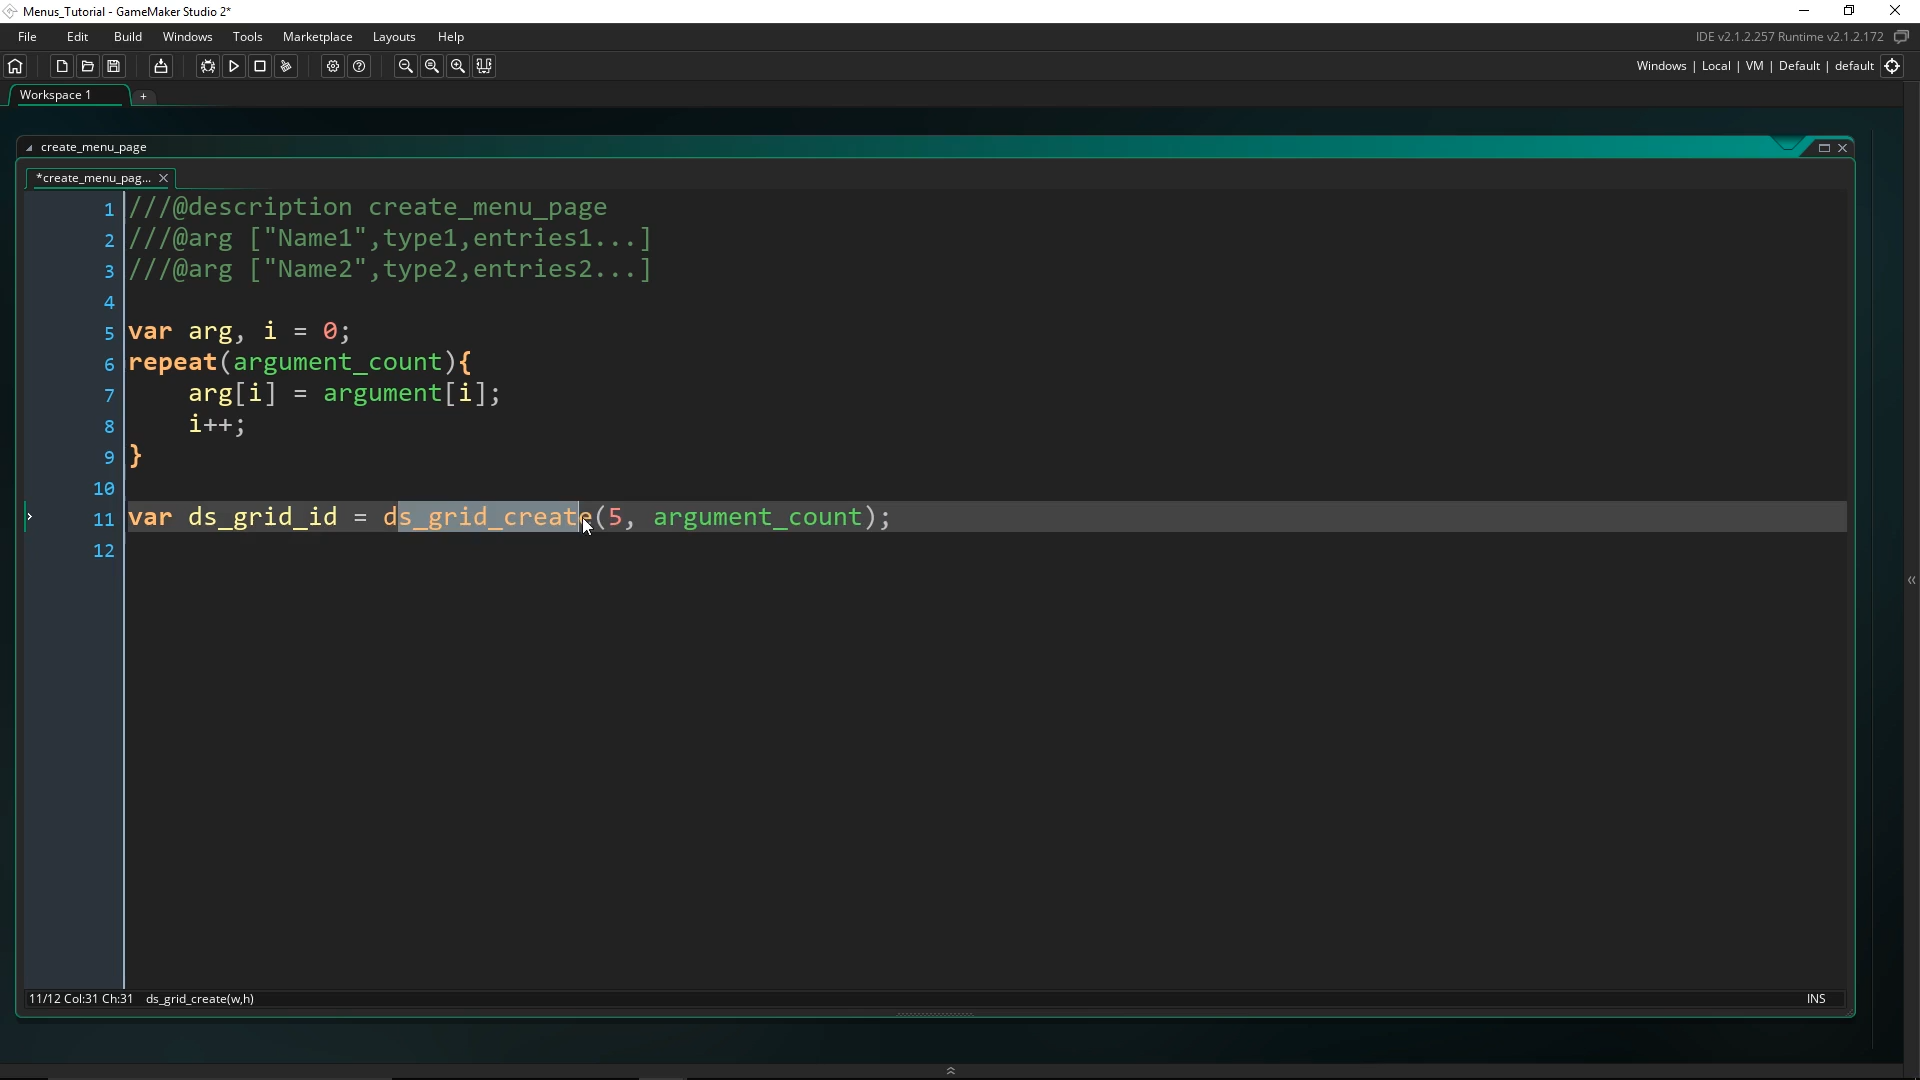 Menus_Tutorial - GameMaker Studio 2*
File Edit Build Windows Tools Marketplace Layouts Help
IDE v2.1.2.257 Runtime v2.1.2.172
Windows | Local | VM | Default | default
Workspace 1 +
create_menu_page
*create_menu_pag...
1 ///@description create_menu_page
2 ///@arg ["Name1",type1,entries1...]
3 ///@arg ["Name2",type2,entries2...]
4
5 var arg, i = 0;
6 repeat(argument_count){
7 arg[i] = argument[i];
8 i++;
9 }
10
11 var ds_grid_id = ds_grid_create(5, argument_count);
12
11/12 Col:31 Ch:31 ds_grid_create(w,h)
INS